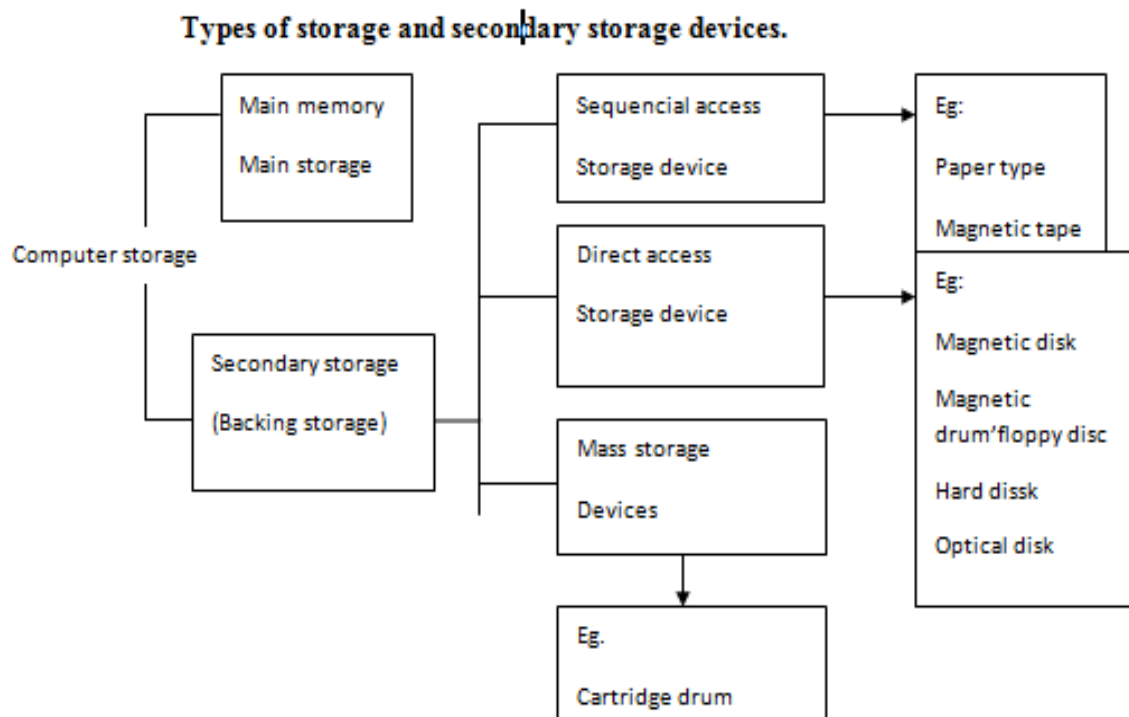 Types of storage and secondary storage devices.
Main memory
Main storage
Computer storage
Secondary storage
(Backing storage)
Sequencial access
Storage device
Direct access
Storage device
Mass storage
Devices
Eg.
Cartridge drum
Eg:
Paper type
Magnetic tape
Eg:
Magnetic disk
Magnetic
drum'floppy disc
Hard dissk
Optical disk